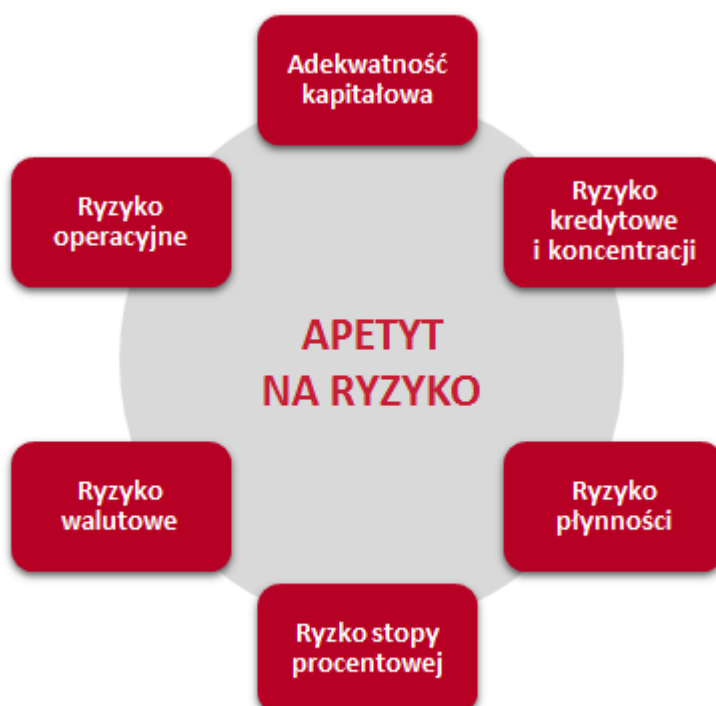 Adekwatność
kapitałowa
Ryzyko
operacyjne
Ryzyko
kredytowe
i koncentracji
APETYT
NA RYZYKO
Ryzyko
walutowe
Ryzyko
płynności
Ryzko stopy
procentowej